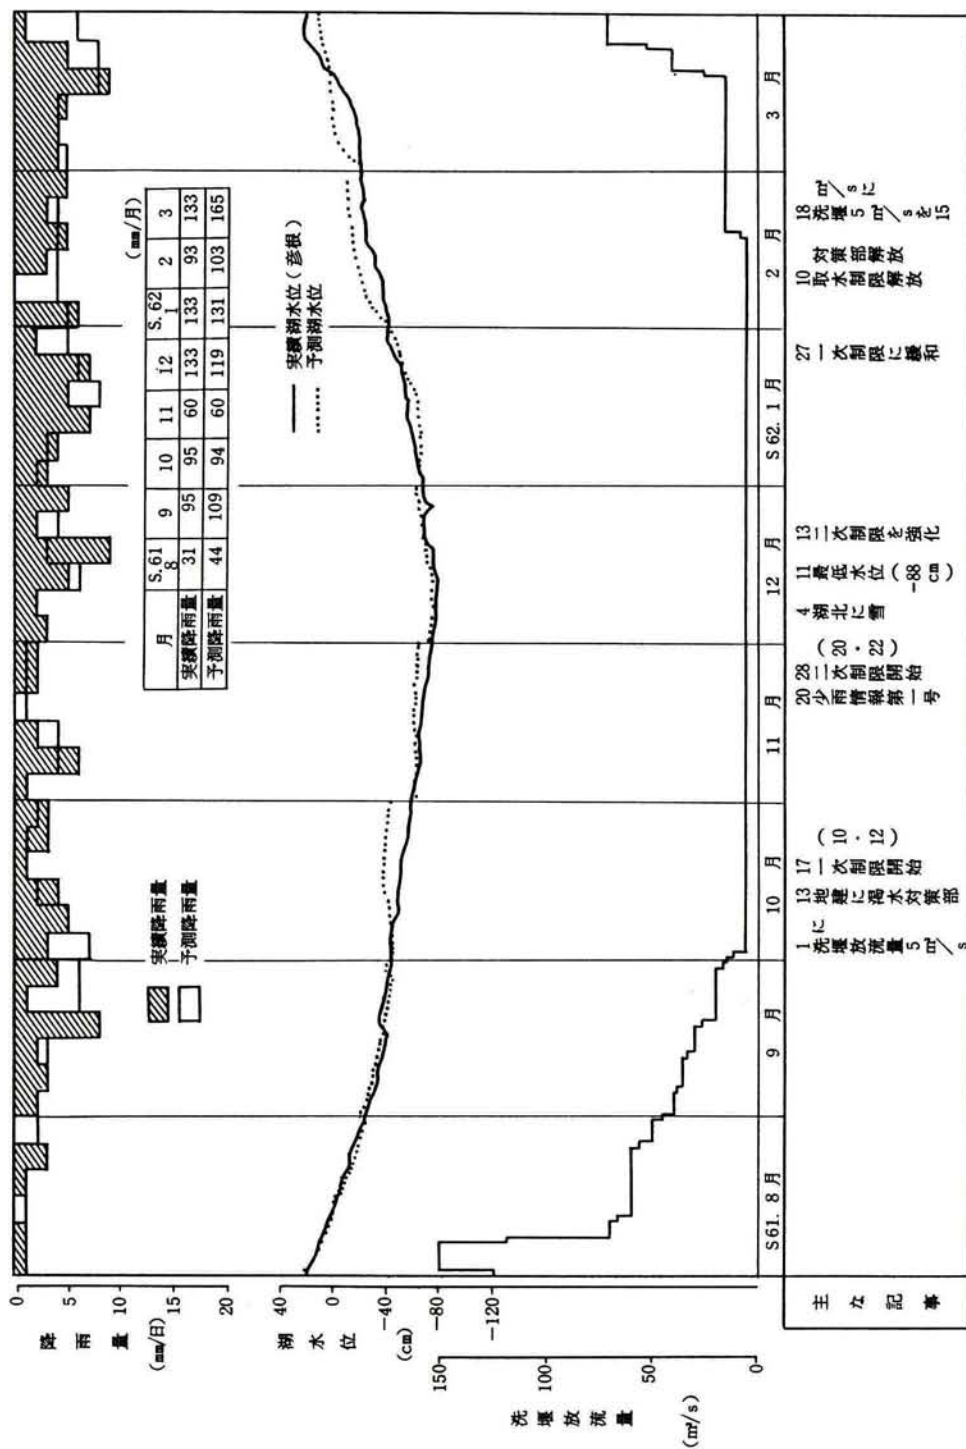 降雨量 (mm/日)
0 5 10 15 20
湖水位 (cm)
40 0 -40 -80 -120
洗堰放流量 (㎥/s)
150 100 50 0
実績降雨量
予測降雨量
(mm/月)
月 S.61 8 9 10 11 12 S.62 1 2 3
実績降雨量 31 95 95 60 133 133 93 133
予測降雨量 44 109 94 60 119 131 103 165
実績湖水位(彦根)
予測湖水位
S61. 8月 9月 10月 11月 12月 S62. 1月 2月 3月
主な記事
1 洗堰放流量 5㎥/s
に
13 地建に渇水対策部
17 一次制限開始
(10・12)
20 少雨情報第一号
28 二次制限開始
(20・22)
4 湖北に雪
11 最低水位(-88
cm)
13 二次制限を強化
27 一次制限に緩和
10 取水制限解放
対策部解放
18 洗堰 5㎥/sを15
㎥/sに